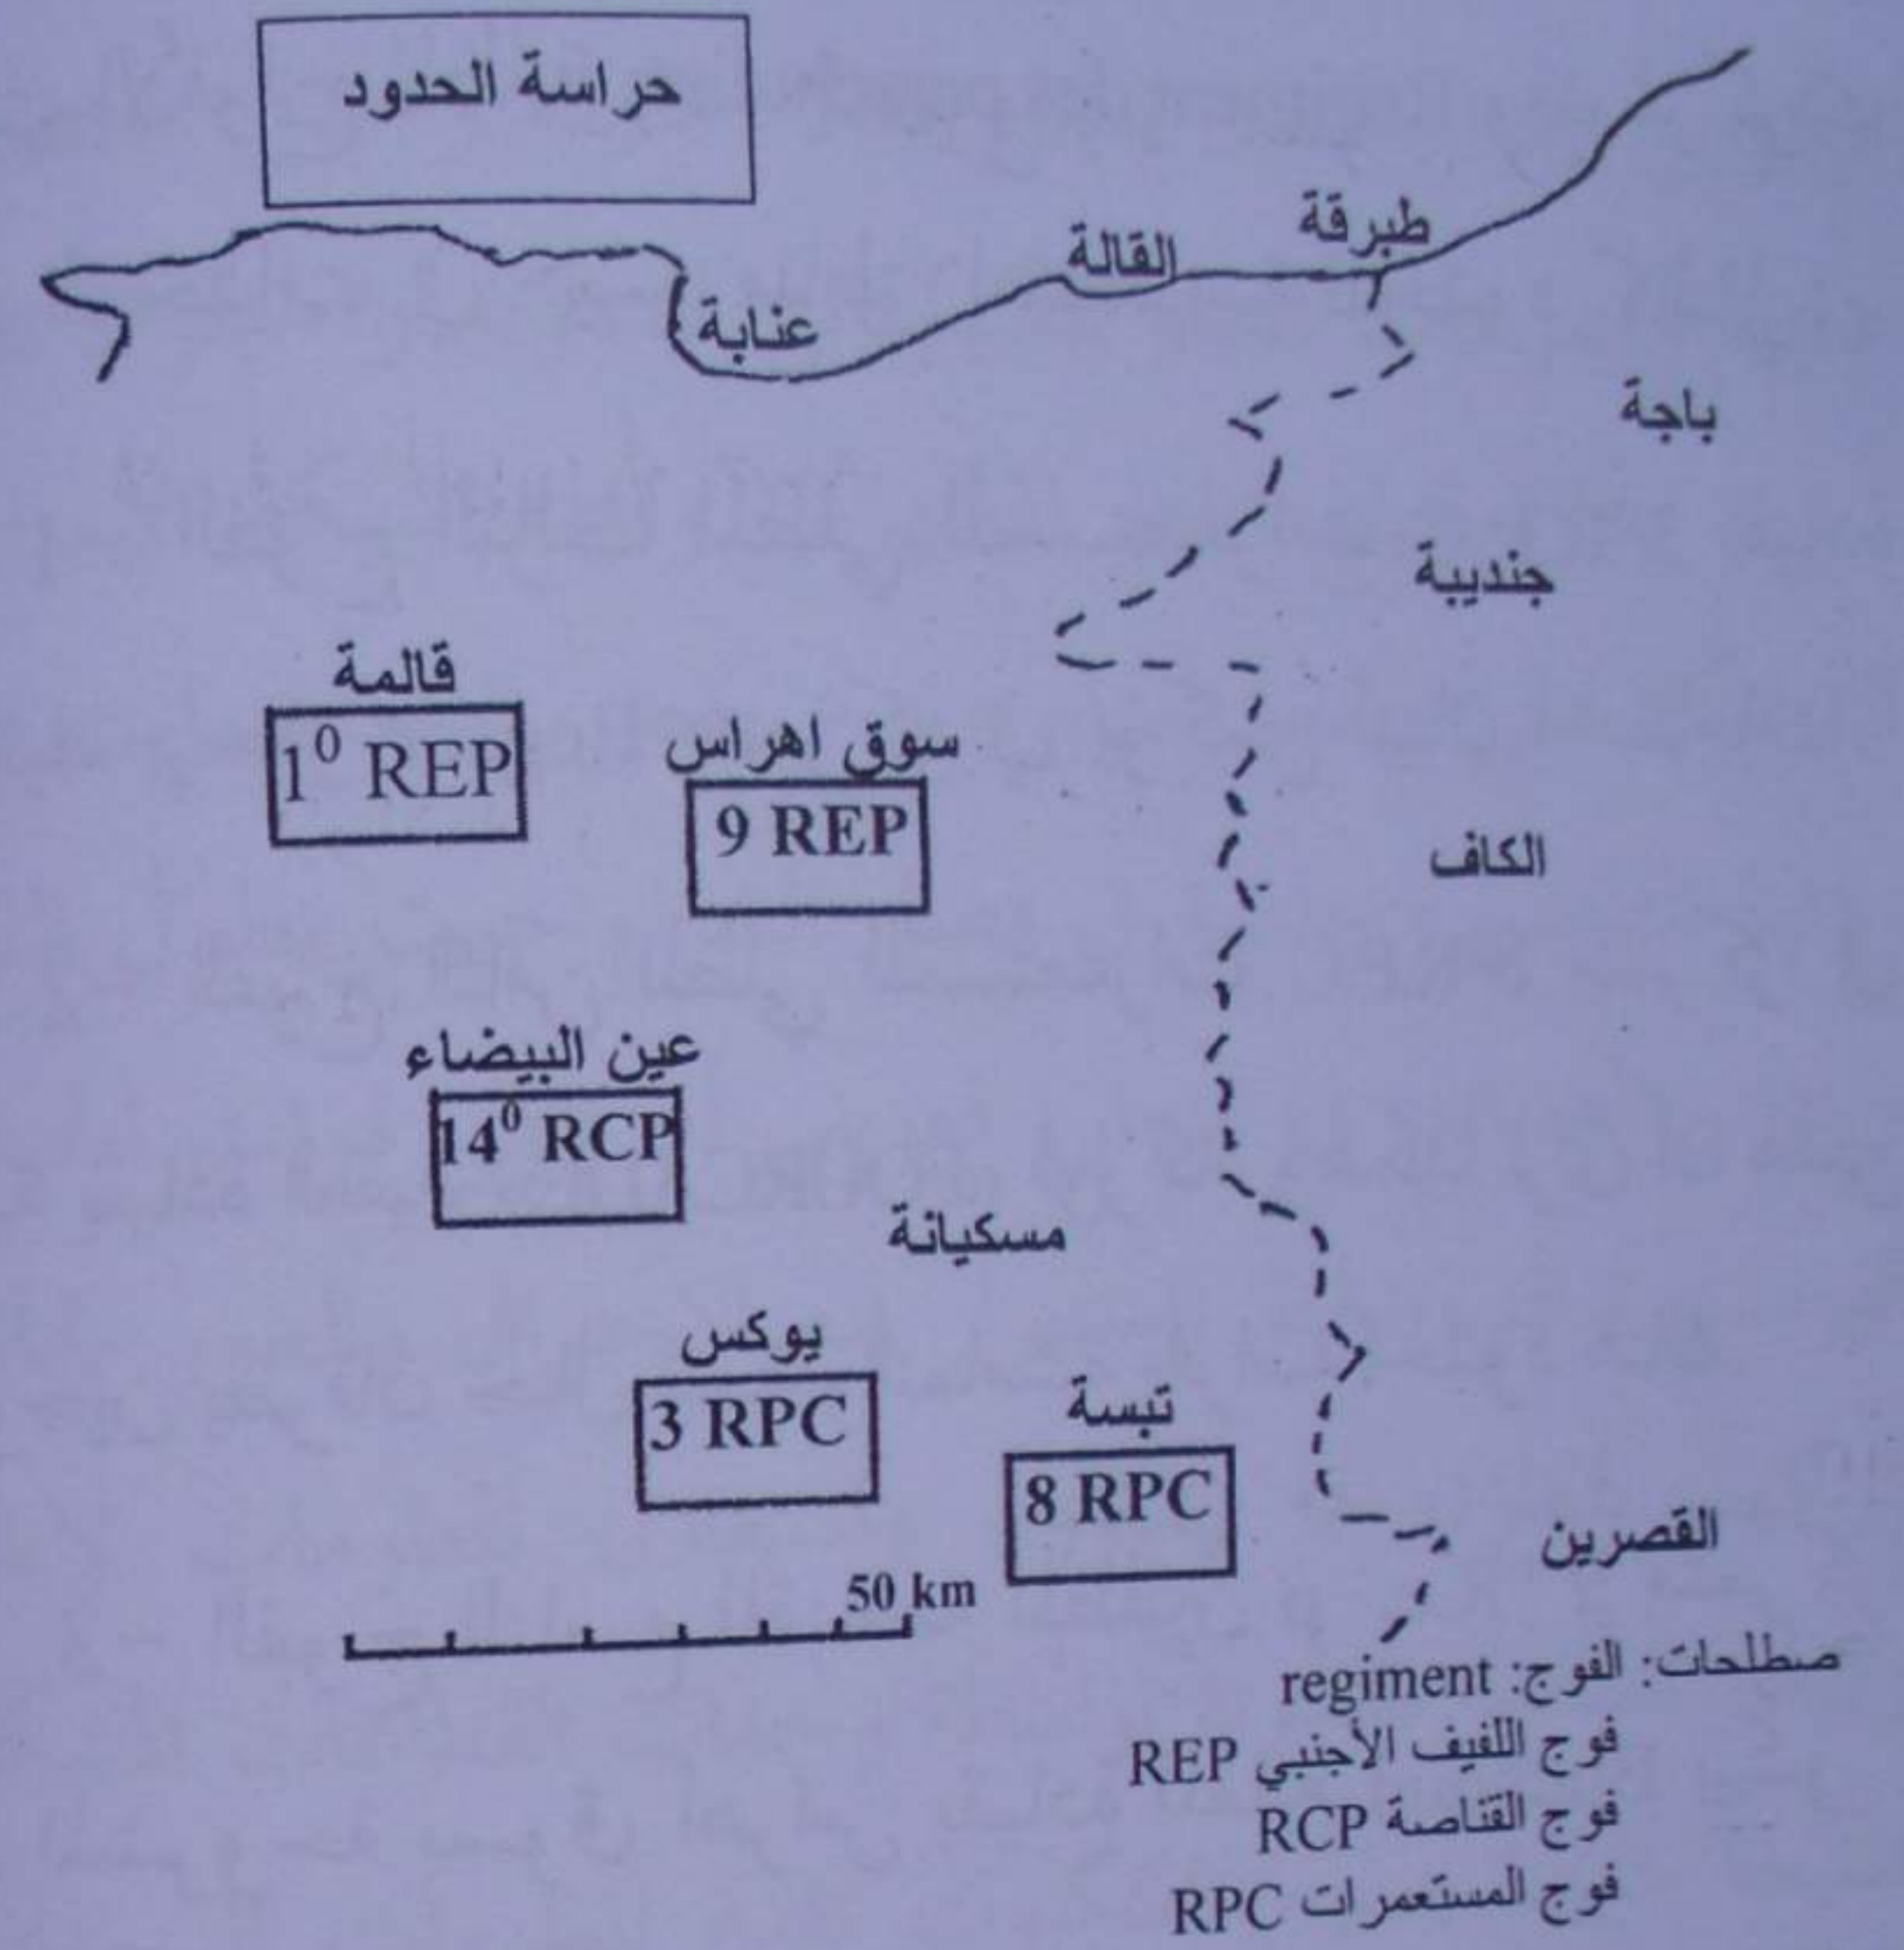 حراسة الحدود
طبرقة
القالة
عنابة
باجة
جنديبة
قالمة
1⁰ REP
سوق اهراس
9 REP
الكاف
عين البيضاء
14⁰ RCP
مسكيانة
يوكس
3 RPC
تبسة
8 RPC
القصرين
50 km
صطلحات: الفوج: regiment
فوج اللفيف الأجنبي REP
فوج القناصة RCP
فوج المستعمرات RPC